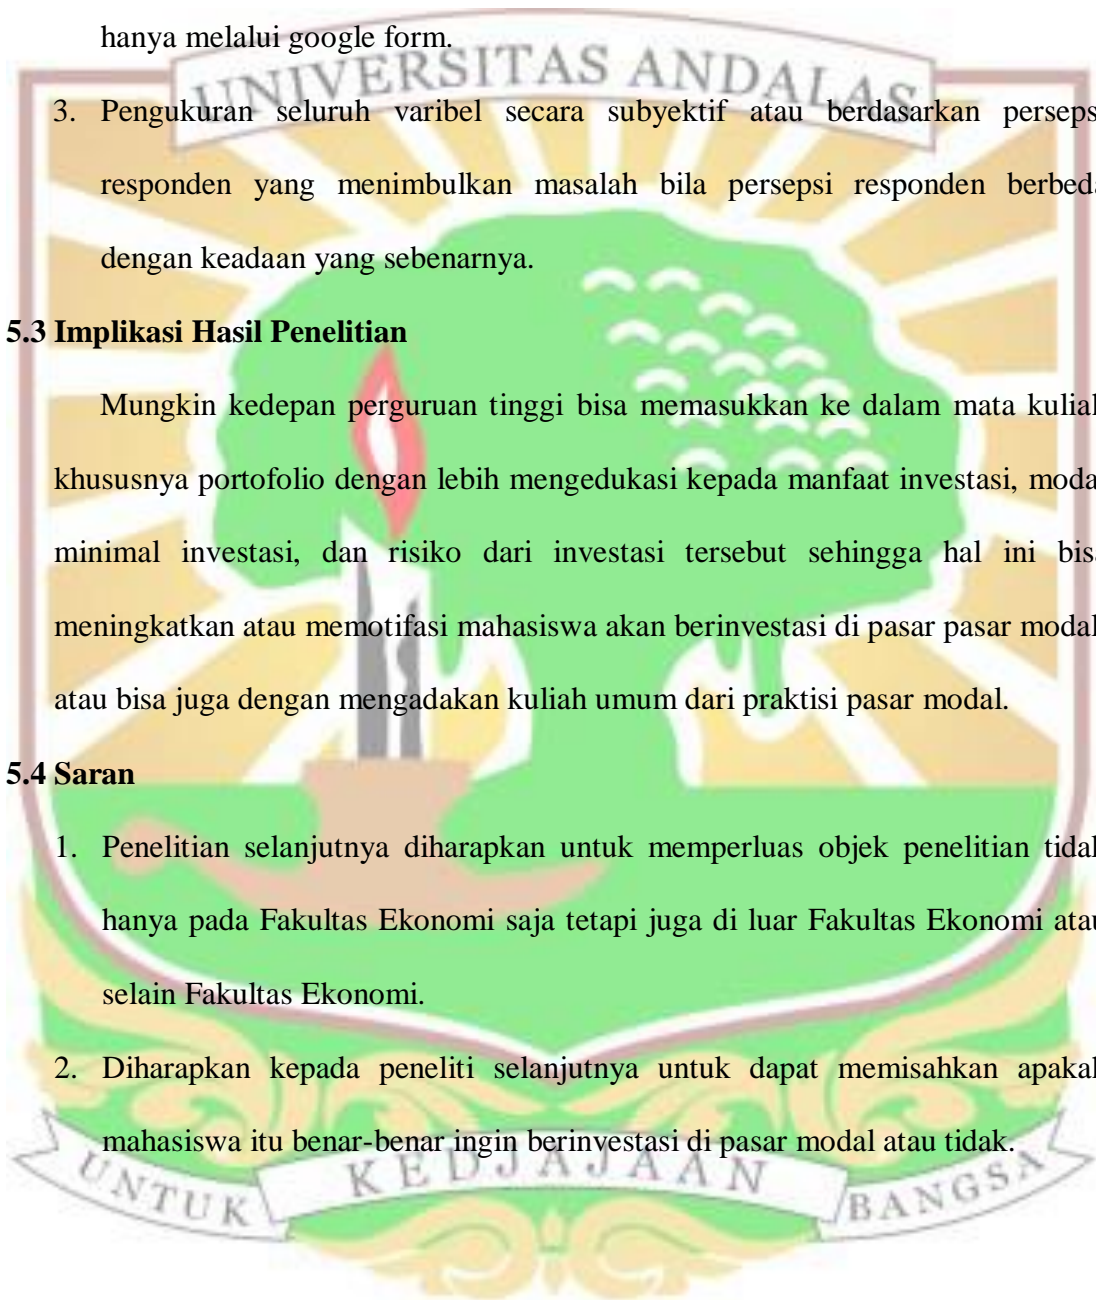 hanya melalui google form.
UNIVERSITAS ANDALAS
3. Pengukuran seluruh varibel secara subyektif atau berdasarkan perseps
responden yang menimbulkan masalah bila persepsi responden berbeda
dengan keadaan yang sebenarnya.
5.3 Implikasi Hasil Penelitian
Mungkin kedepan perguruan tinggi bisa memasukkan ke dalam mata kuliah
khususnya portofolio dengan lebih mengedukasi kepada manfaat investasi, moda
minimal investasi, dan risiko dari investasi tersebut sehingga hal ini bisa
meningkatkan atau memotifasi mahasiswa akan berinvestasi di pasar pasar modal
atau bisa juga dengan mengadakan kuliah umum dari praktisi pasar modal.
5.4 Saran
1. Penelitian selanjutnya diharapkan untuk memperluas objek penelitian tidak
hanya pada Fakultas Ekonomi saja tetapi juga di luar Fakultas Ekonomi atau
selain Fakultas Ekonomi.
2. Diharapkan kepada peneliti selanjutnya untuk dapat memisahkan apakah
mahasiswa itu benar-benar ingin berinvestasi di pasar modal atau tidak.
UNTUK KEDJAJAAN BANGSA